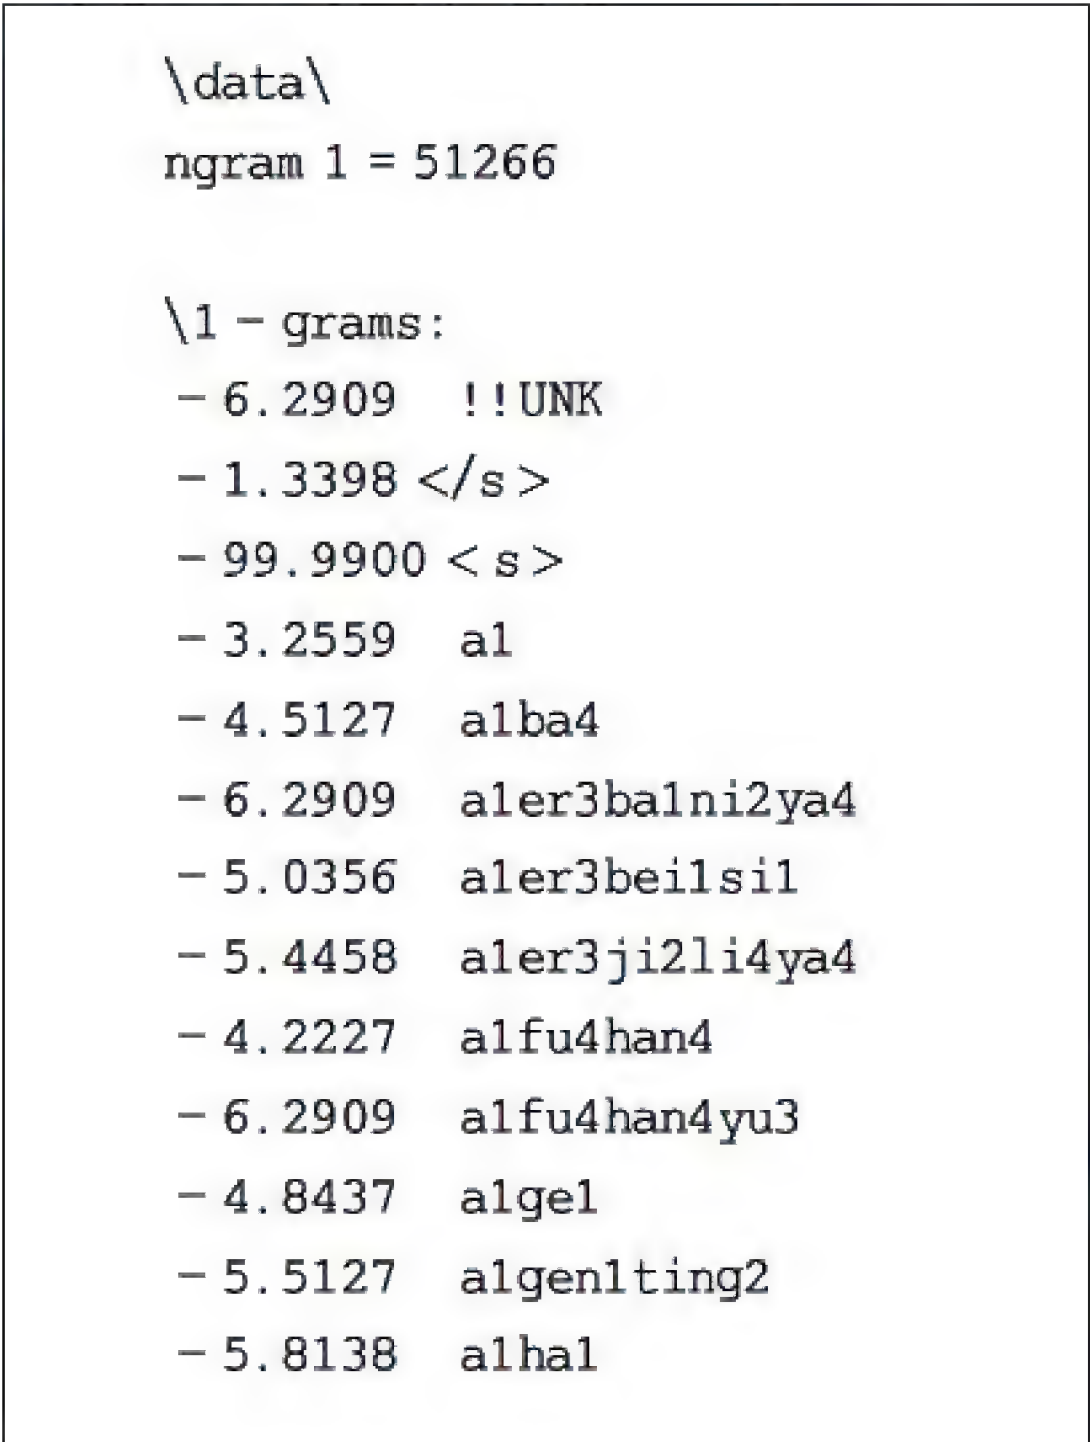 \data\
ngram 1 = 51266
\1 - grams:
- 6.2909 !!UNK
- 1.3398 </s>
- 99.9900 <s>
- 3.2559 a1
- 4.5127 a1ba4
- 6.2909 a1er3ba1ni2ya4
- 5.0356 a1er3bei1si1
- 5.4458 a1er3ji2li4ya4
- 4.2227 a1fu4han4
- 6.2909 a1fu4han4yu3
- 4.8437 a1ge1
- 5.5127 a1gen1ting2
- 5.8138 a1ha1